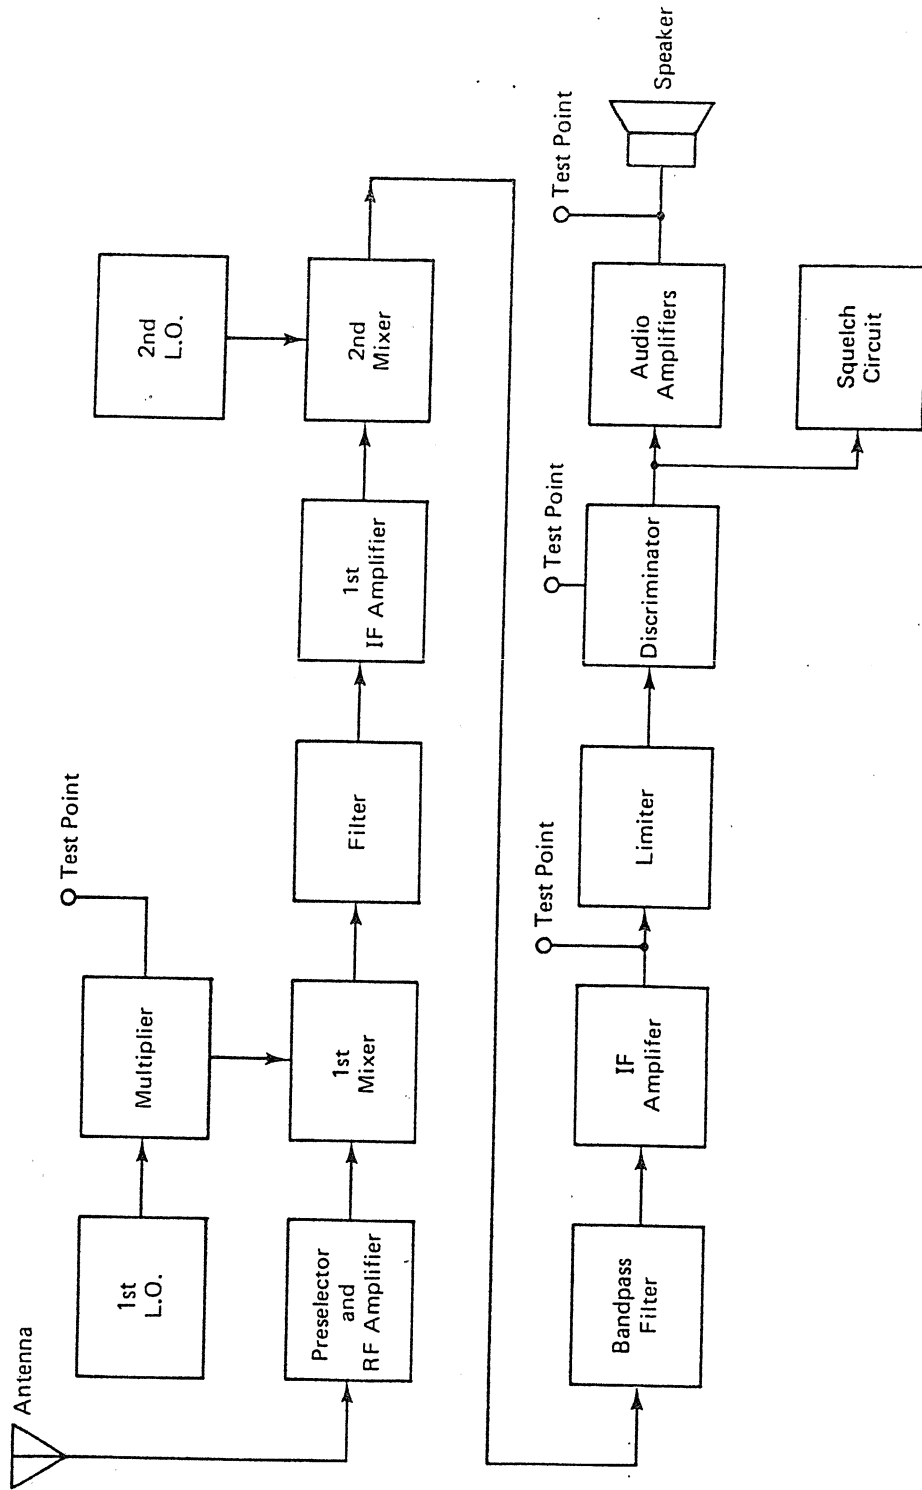 Antenna
1st
L.O.
Multiplier
Test Point
2nd
L.O.
Preselector
and
RF Amplifier
1st
Mixer
Filter
1st
IF Amplifier
2nd
Mixer
Bandpass
Filter
IF
Amplifer
Test Point
Limiter
Discriminator
Test Point
Audio
Amplifiers
Test Point
Speaker
Squelch
Circuit